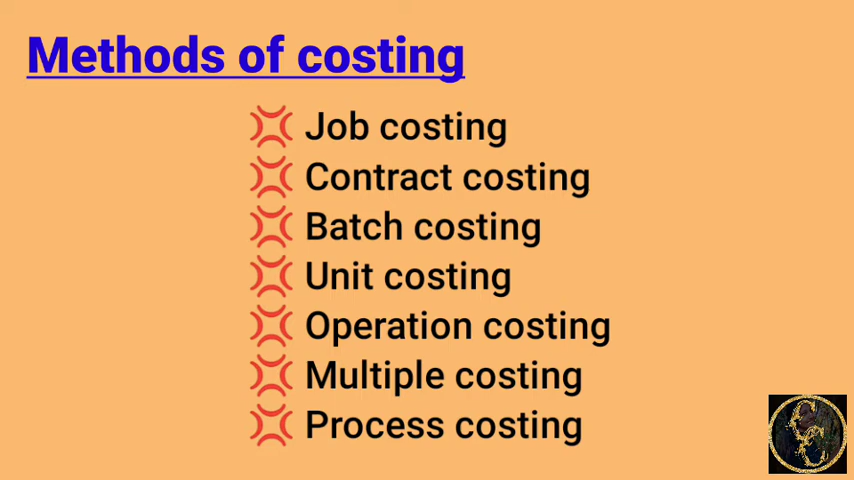 Methods of costing
Job costing
Contract costing
Batch costing
Unit costing
Operation costing
Multiple costing
Process costing